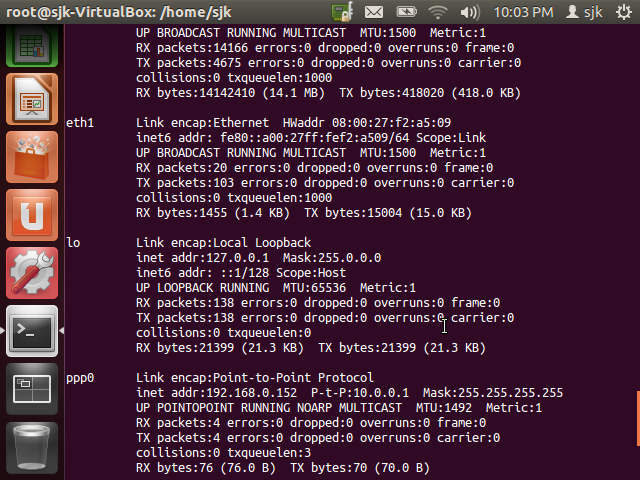 root@sjk-VirtualBox: /home/sjk
10:03 PM
sjk
UP BROADCAST RUNNING MULTICAST  MTU:1500  Metric:1
RX packets:14166 errors:0 dropped:0 overruns:0 frame:0
TX packets:4675 errors:0 dropped:0 overruns:0 carrier:0
collisions:0 txqueuelen:1000
RX bytes:14142410 (14.1 MB)  TX bytes:418020 (418.0 KB)
eth1      Link encap:Ethernet  HWaddr 08:00:27:f2:a5:09
inet6 addr: fe80::a00:27ff:fef2:a509/64 Scope:Link
UP BROADCAST RUNNING MULTICAST  MTU:1500  Metric:1
RX packets:20 errors:0 dropped:0 overruns:0 frame:0
TX packets:103 errors:0 dropped:0 overruns:0 carrier:0
collisions:0 txqueuelen:1000
RX bytes:1455 (1.4 KB)  TX bytes:15004 (15.0 KB)
lo        Link encap:Local Loopback
inet addr:127.0.0.1  Mask:255.0.0.0
inet6 addr: ::1/128 Scope:Host
UP LOOPBACK RUNNING  MTU:65536  Metric:1
RX packets:138 errors:0 dropped:0 overruns:0 frame:0
TX packets:138 errors:0 dropped:0 overruns:0 carrier:0
collisions:0 txqueuelen:0
RX bytes:21399 (21.3 KB)  TX bytes:21399 (21.3 KB)
ppp0      Link encap:Point-to-Point Protocol
inet addr:192.168.0.152  P-t-P:10.0.0.1  Mask:255.255.255.255
UP POINTOPOINT RUNNING NOARP MULTICAST  MTU:1492  Metric:1
RX packets:4 errors:0 dropped:0 overruns:0 frame:0
TX packets:4 errors:0 dropped:0 overruns:0 carrier:0
collisions:0 txqueuelen:3
RX bytes:76 (76.0 B)  TX bytes:70 (70.0 B)